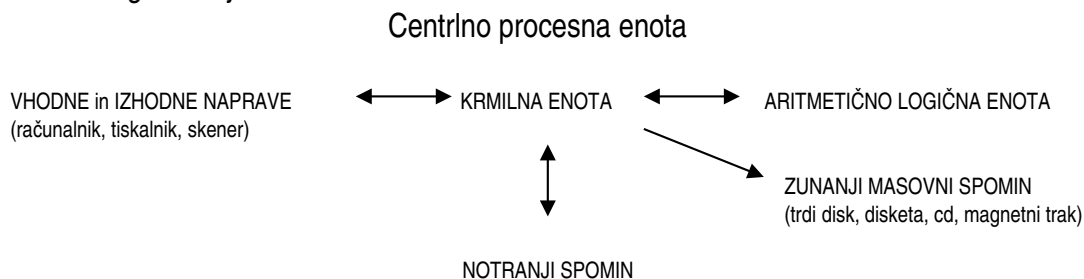 Centrlno procesna enota
VHODNE in IZHODNE NAPRAVE
(računalnik, tiskalnik, skener)
KRMILNA ENOTA
ARITMETIČNO LOGIČNA ENOTA
ZUNANJI MASOVNI SPOMIN
(trdi disk, disketa, cd, magnetni trak)
NOTRANJI SPOMIN